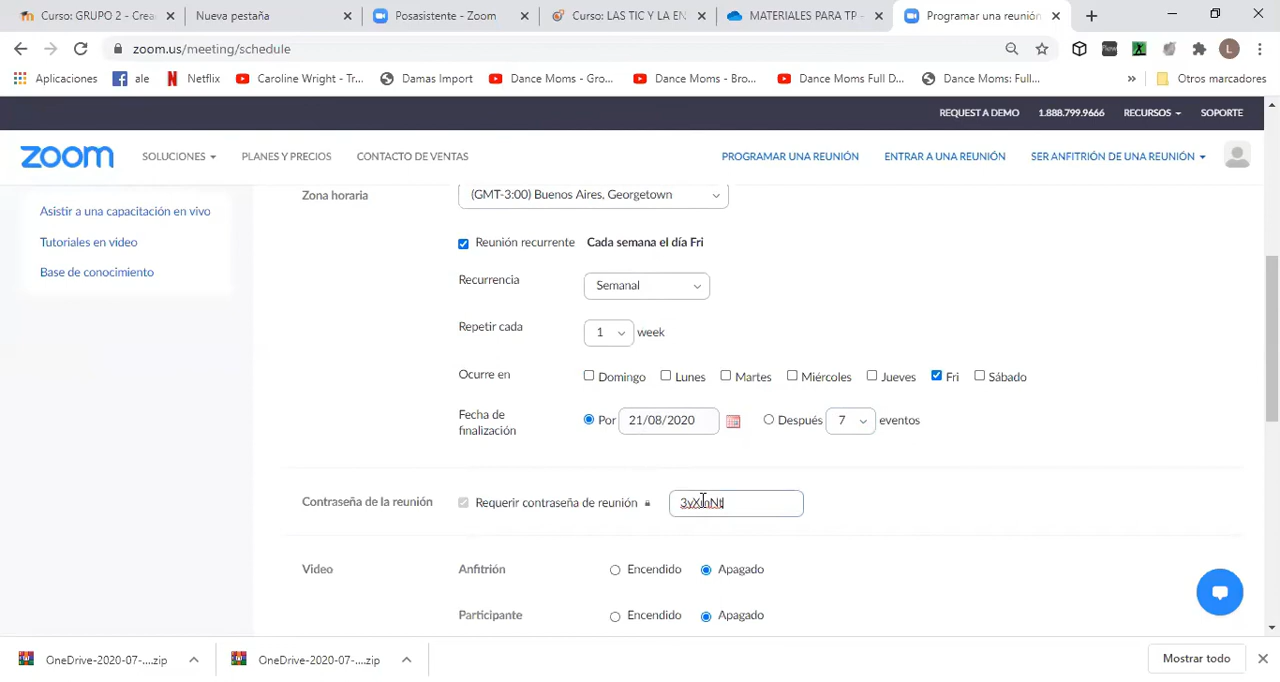 Curso: GRUPO 2 - Crea
Nueva pestaña
Posasistente - Zoom
Curso: LAS TIC Y LA EN
MATERIALES PARA TP -
Programar una reunión
zoom.us/meeting/schedule
L
Aplicaciones
ale
Netflix
Caroline Wright - Tr...
Damas Import
Dance Moms - Gro...
Dance Moms - Bro...
Dance Moms Full D...
Dance Moms: Full...
Otros marcadores
REQUEST A DEMO
1.888.799.9666
RECURSOS
SOPORTE
zoom
SOLUCIONES
PLANES Y PRECIOS
CONTACTO DE VENTAS
PROGRAMAR UNA REUNIÓN
ENTRAR A UNA REUNIÓN
SER ANFITRIÓN DE UNA REUNIÓN
Asistir a una capacitación en vivo
Tutoriales en video
Base de conocimiento
Zona horaria
(GMT-3:00) Buenos Aires, Georgetown
Reunión recurrente Cada semana el día Fri
Recurrencia
Semanal
Repetir cada
1 week
Ocurre en
Domingo Lunes Martes Miércoles Jueves Fri Sábado
Fecha de
finalización
Por 21/08/2020
Después 7 eventos
Contraseña de la reunión
Requerir contraseña de reunión
3yXmNt
Video
Anfitrión
Encendido Apagado
Participante
Encendido Apagado
OneDrive-2020-07-....zip
OneDrive-2020-07-....zip
Mostrar todo